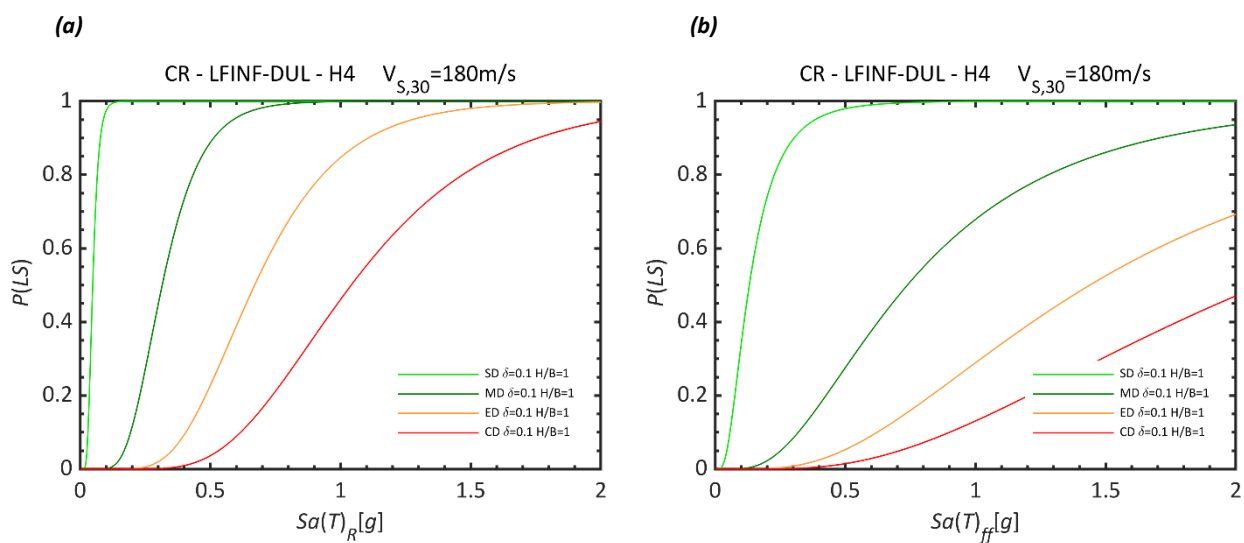 (a)
CR - LFINF-DUL - H4 V_S,30=180m/s
P(LS)
1
0.8
0.6
0.4
0.2
0
0 0.5 1 1.5 2
SD δ=0.1 H/B=1
MD δ=0.1 H/B=1
ED δ=0.1 H/B=1
CD δ=0.1 H/B=1
Sa(T)_R[g]
(b)
CR - LFINF-DUL - H4 V_S,30=180m/s
P(LS)
1
0.8
0.6
0.4
0.2
0
0 0.5 1 1.5 2
SD δ=0.1 H/B=1
MD δ=0.1 H/B=1
ED δ=0.1 H/B=1
CD δ=0.1 H/B=1
Sa(T)_ff[g]